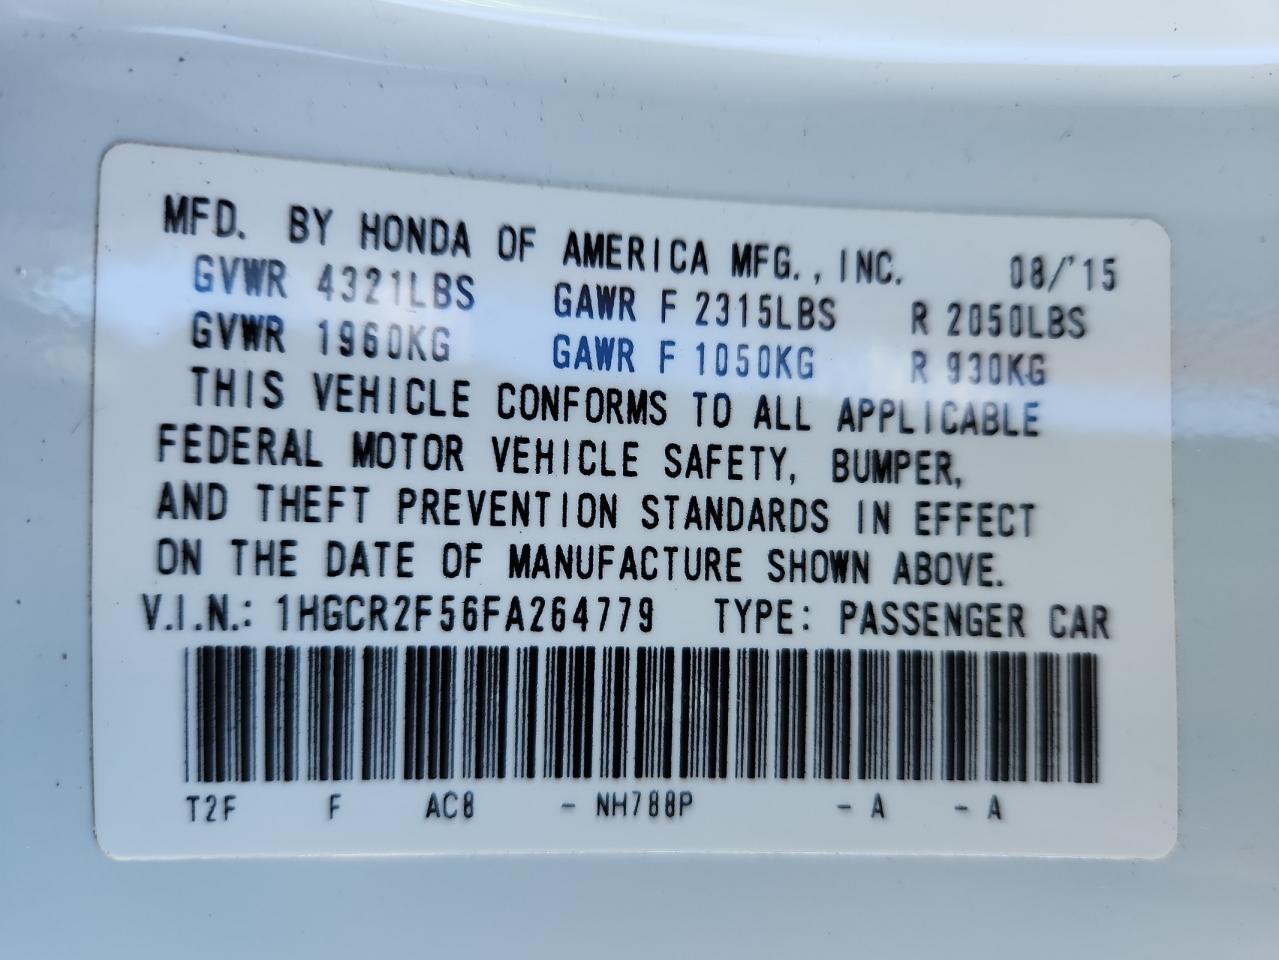 MFD. BY HONDA OF AMERICA MFG., INC. 08/'15
GVWR 4321LBS GAWR F 2315LBS R 2050LBS
GVWR 1960KG GAWR F 1050KG R 930KG
THIS VEHICLE CONFORMS TO ALL APPLICABLE
FEDERAL MOTOR VEHICLE SAFETY, BUMPER,
AND THEFT PREVENTION STANDARDS IN EFFECT
ON THE DATE OF MANUFACTURE SHOWN ABOVE.
V.I.N.: 1HGCR2F56FA264779 TYPE: PASSENGER CAR
T2F F AC8 - NH788P - A - A